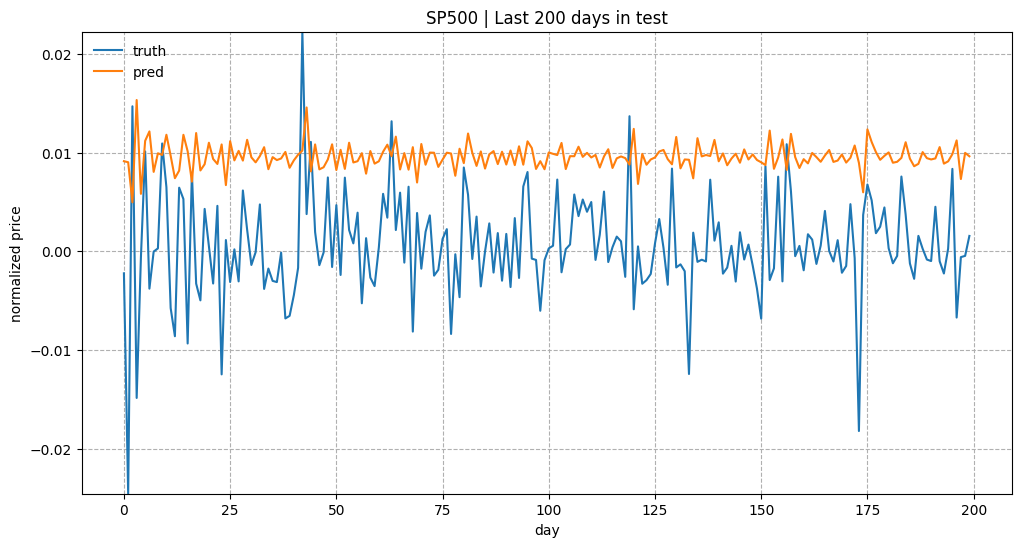 SP500 | Last 200 days in test
truth
pred
normalized price
0.02
0.01
0.00
−0.01
−0.02
0 25 50 75 100 125 150 175 200
day